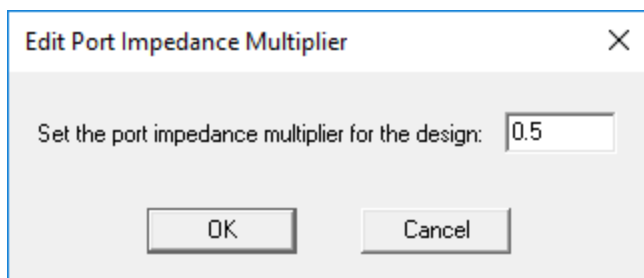 Edit Port Impedance Multiplier
Set the port impedance multiplier for the design: 0.5
OK Cancel